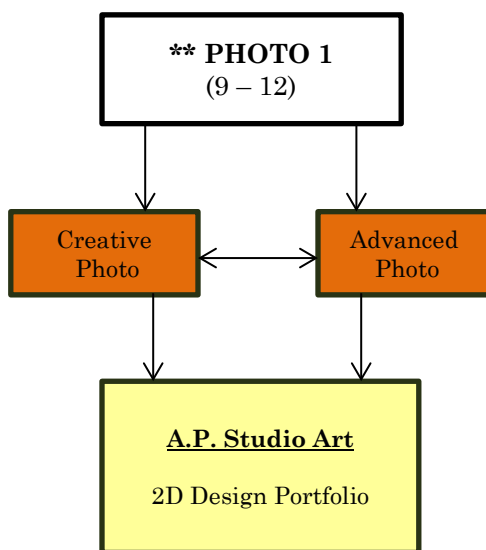 ** PHOTO 1
(9 – 12)
Creative
Photo
Advanced
Photo
A.P. Studio Art
2D Design Portfolio